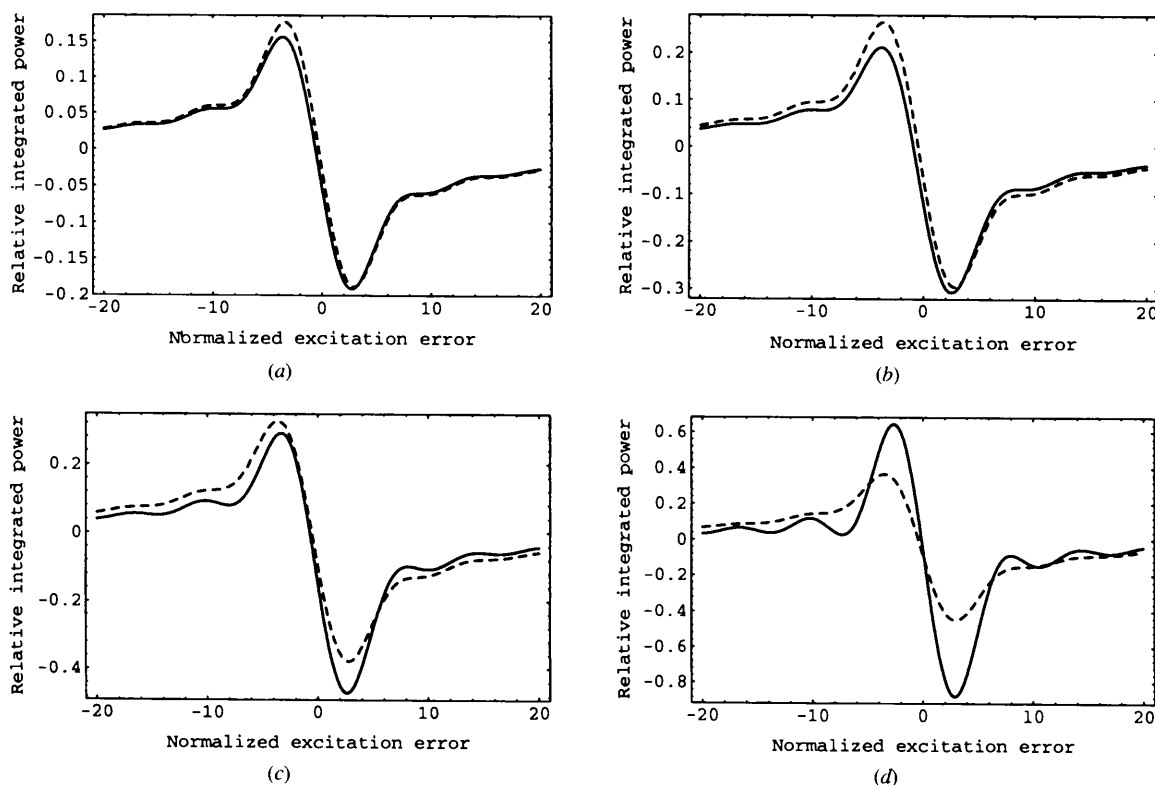 Relative integrated power
0.15
0.1
0.05
0
-0.05
-0.1
-0.15
-0.2
-20 -10 0 10 20
Normalized excitation error
(a)
Relative integrated power
0.2
0.1
0
-0.1
-0.2
-0.3
-20 -10 0 10 20
Normalized excitation error
(b)
Relative integrated power
0.2
0
-0.2
-0.4
-20 -10 0 10 20
Normalized excitation error
(c)
Relative integrated power
0.6
0.4
0.2
0
-0.2
-0.4
-0.6
-0.8
-20 -10 0 10 20
Normalized excitation error
(d)